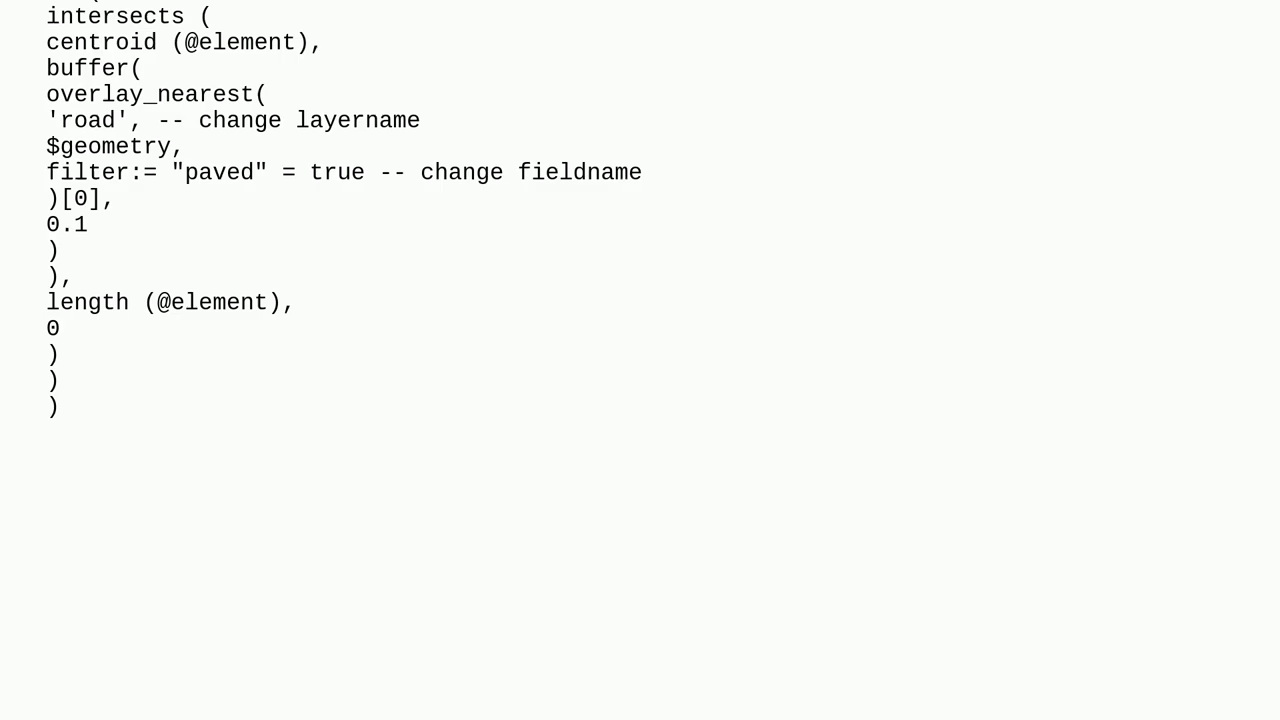 intersects (
centroid (@element),
buffer(
overlay_nearest(
'road', -- change layername
$geometry,
filter:= "paved" = true -- change fieldname
)[0],
0.1
)
),
length (@element),
0
)
)
)